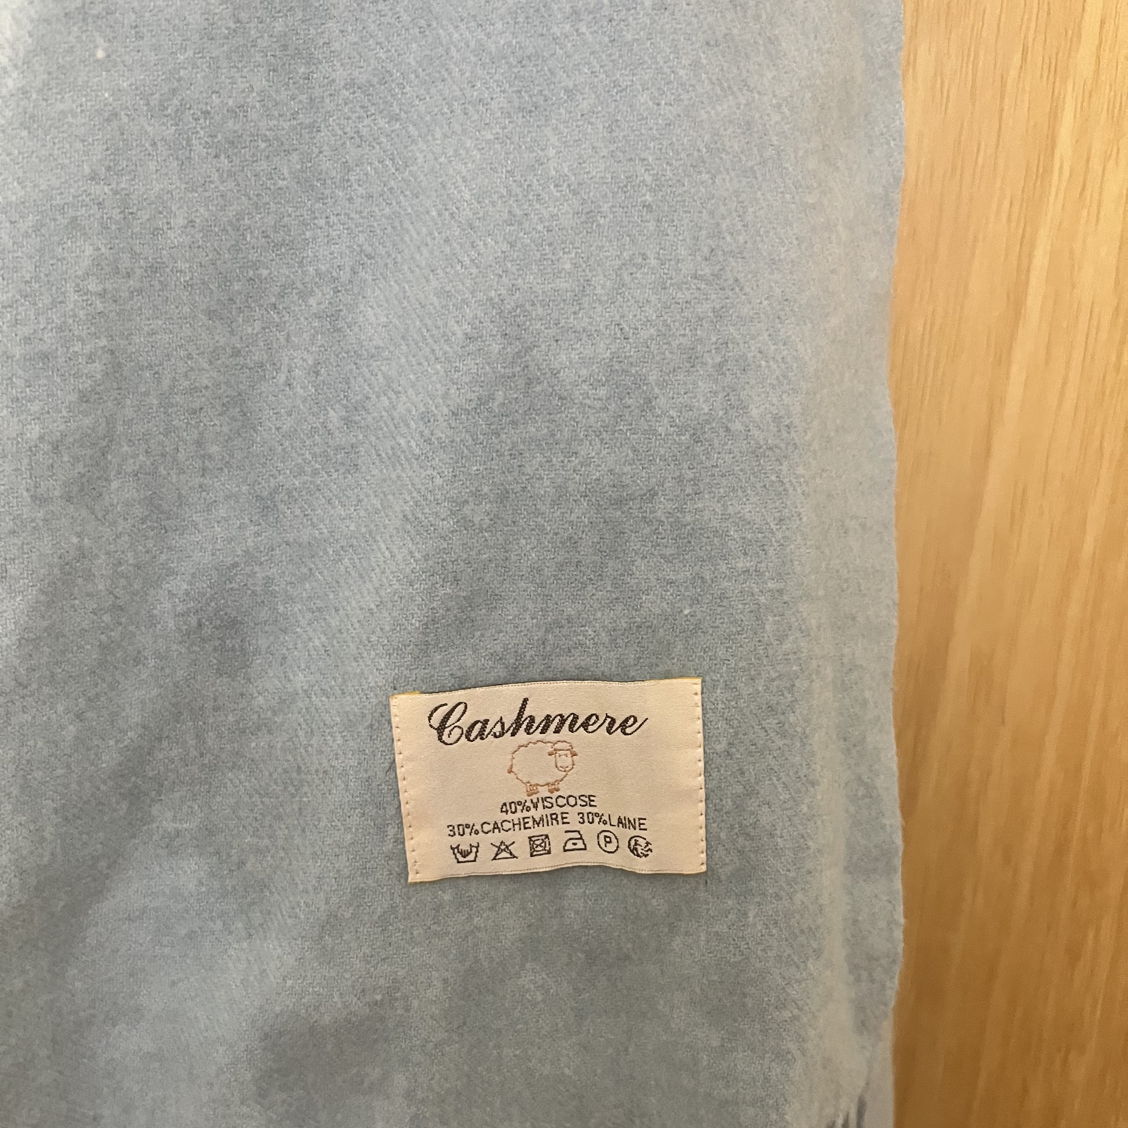 Cashmere
40%VISCOSE
30%CACHEMIRE 30%LAINE
P